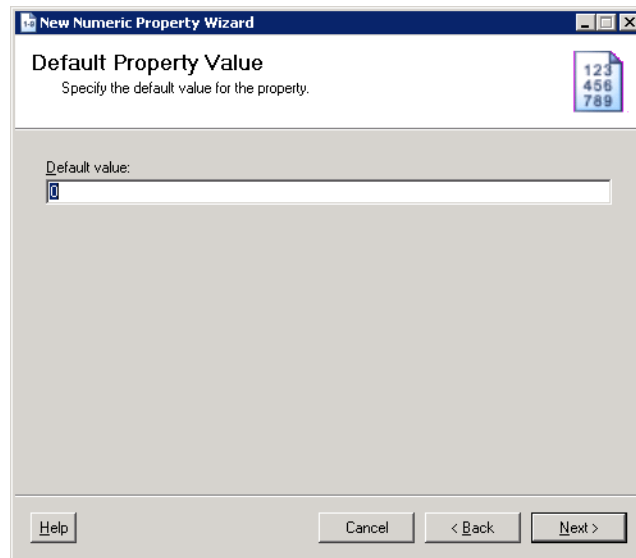 New Numeric Property Wizard
Default Property Value
Specify the default value for the property.
123
456
789
Default value:
0
Help
Cancel
< Back
Next >